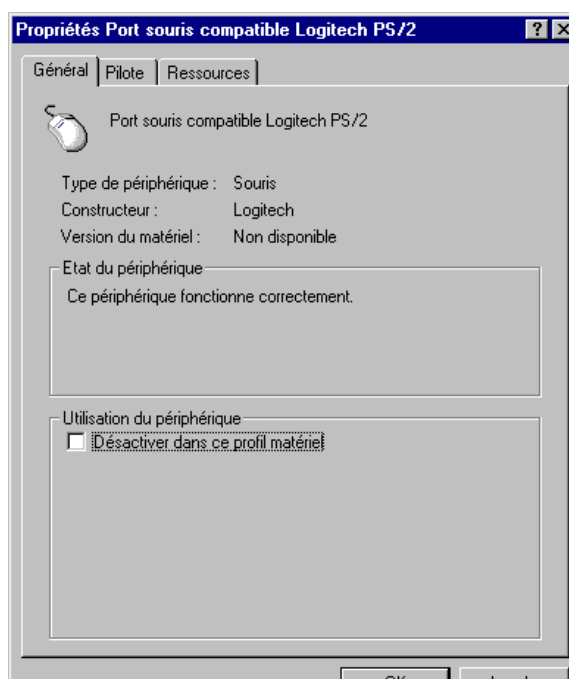 Propriétés Port souris compatible Logitech PS/2
Général Pilote Ressources
Port souris compatible Logitech PS/2
Type de périphérique : Souris
Constructeur : Logitech
Version du matériel : Non disponible
Etat du périphérique
Ce périphérique fonctionne correctement.
Utilisation du périphérique
Désactiver dans ce profil matériel